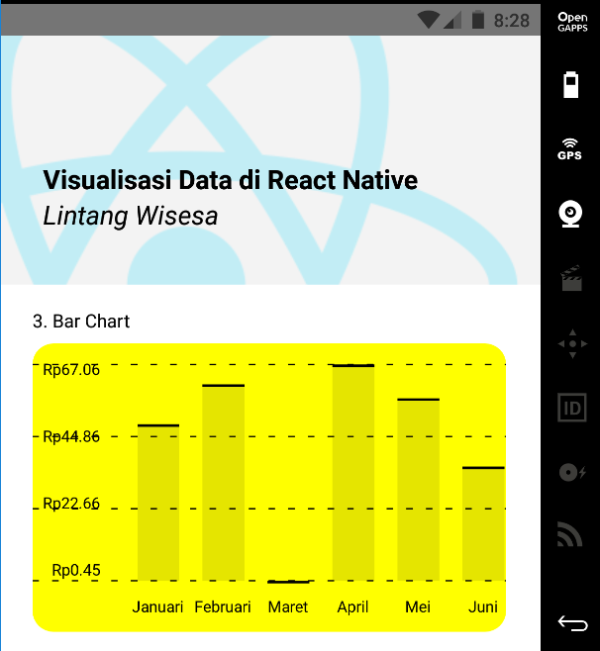 8:28
Open
GAPPS
GPS
Visualisasi Data di React Native
Lintang Wisesa
ID
3. Bar Chart
Rp67.06
Rp44.86
Rp22.66
Rp0.45
Januari Februari Maret April Mei Juni